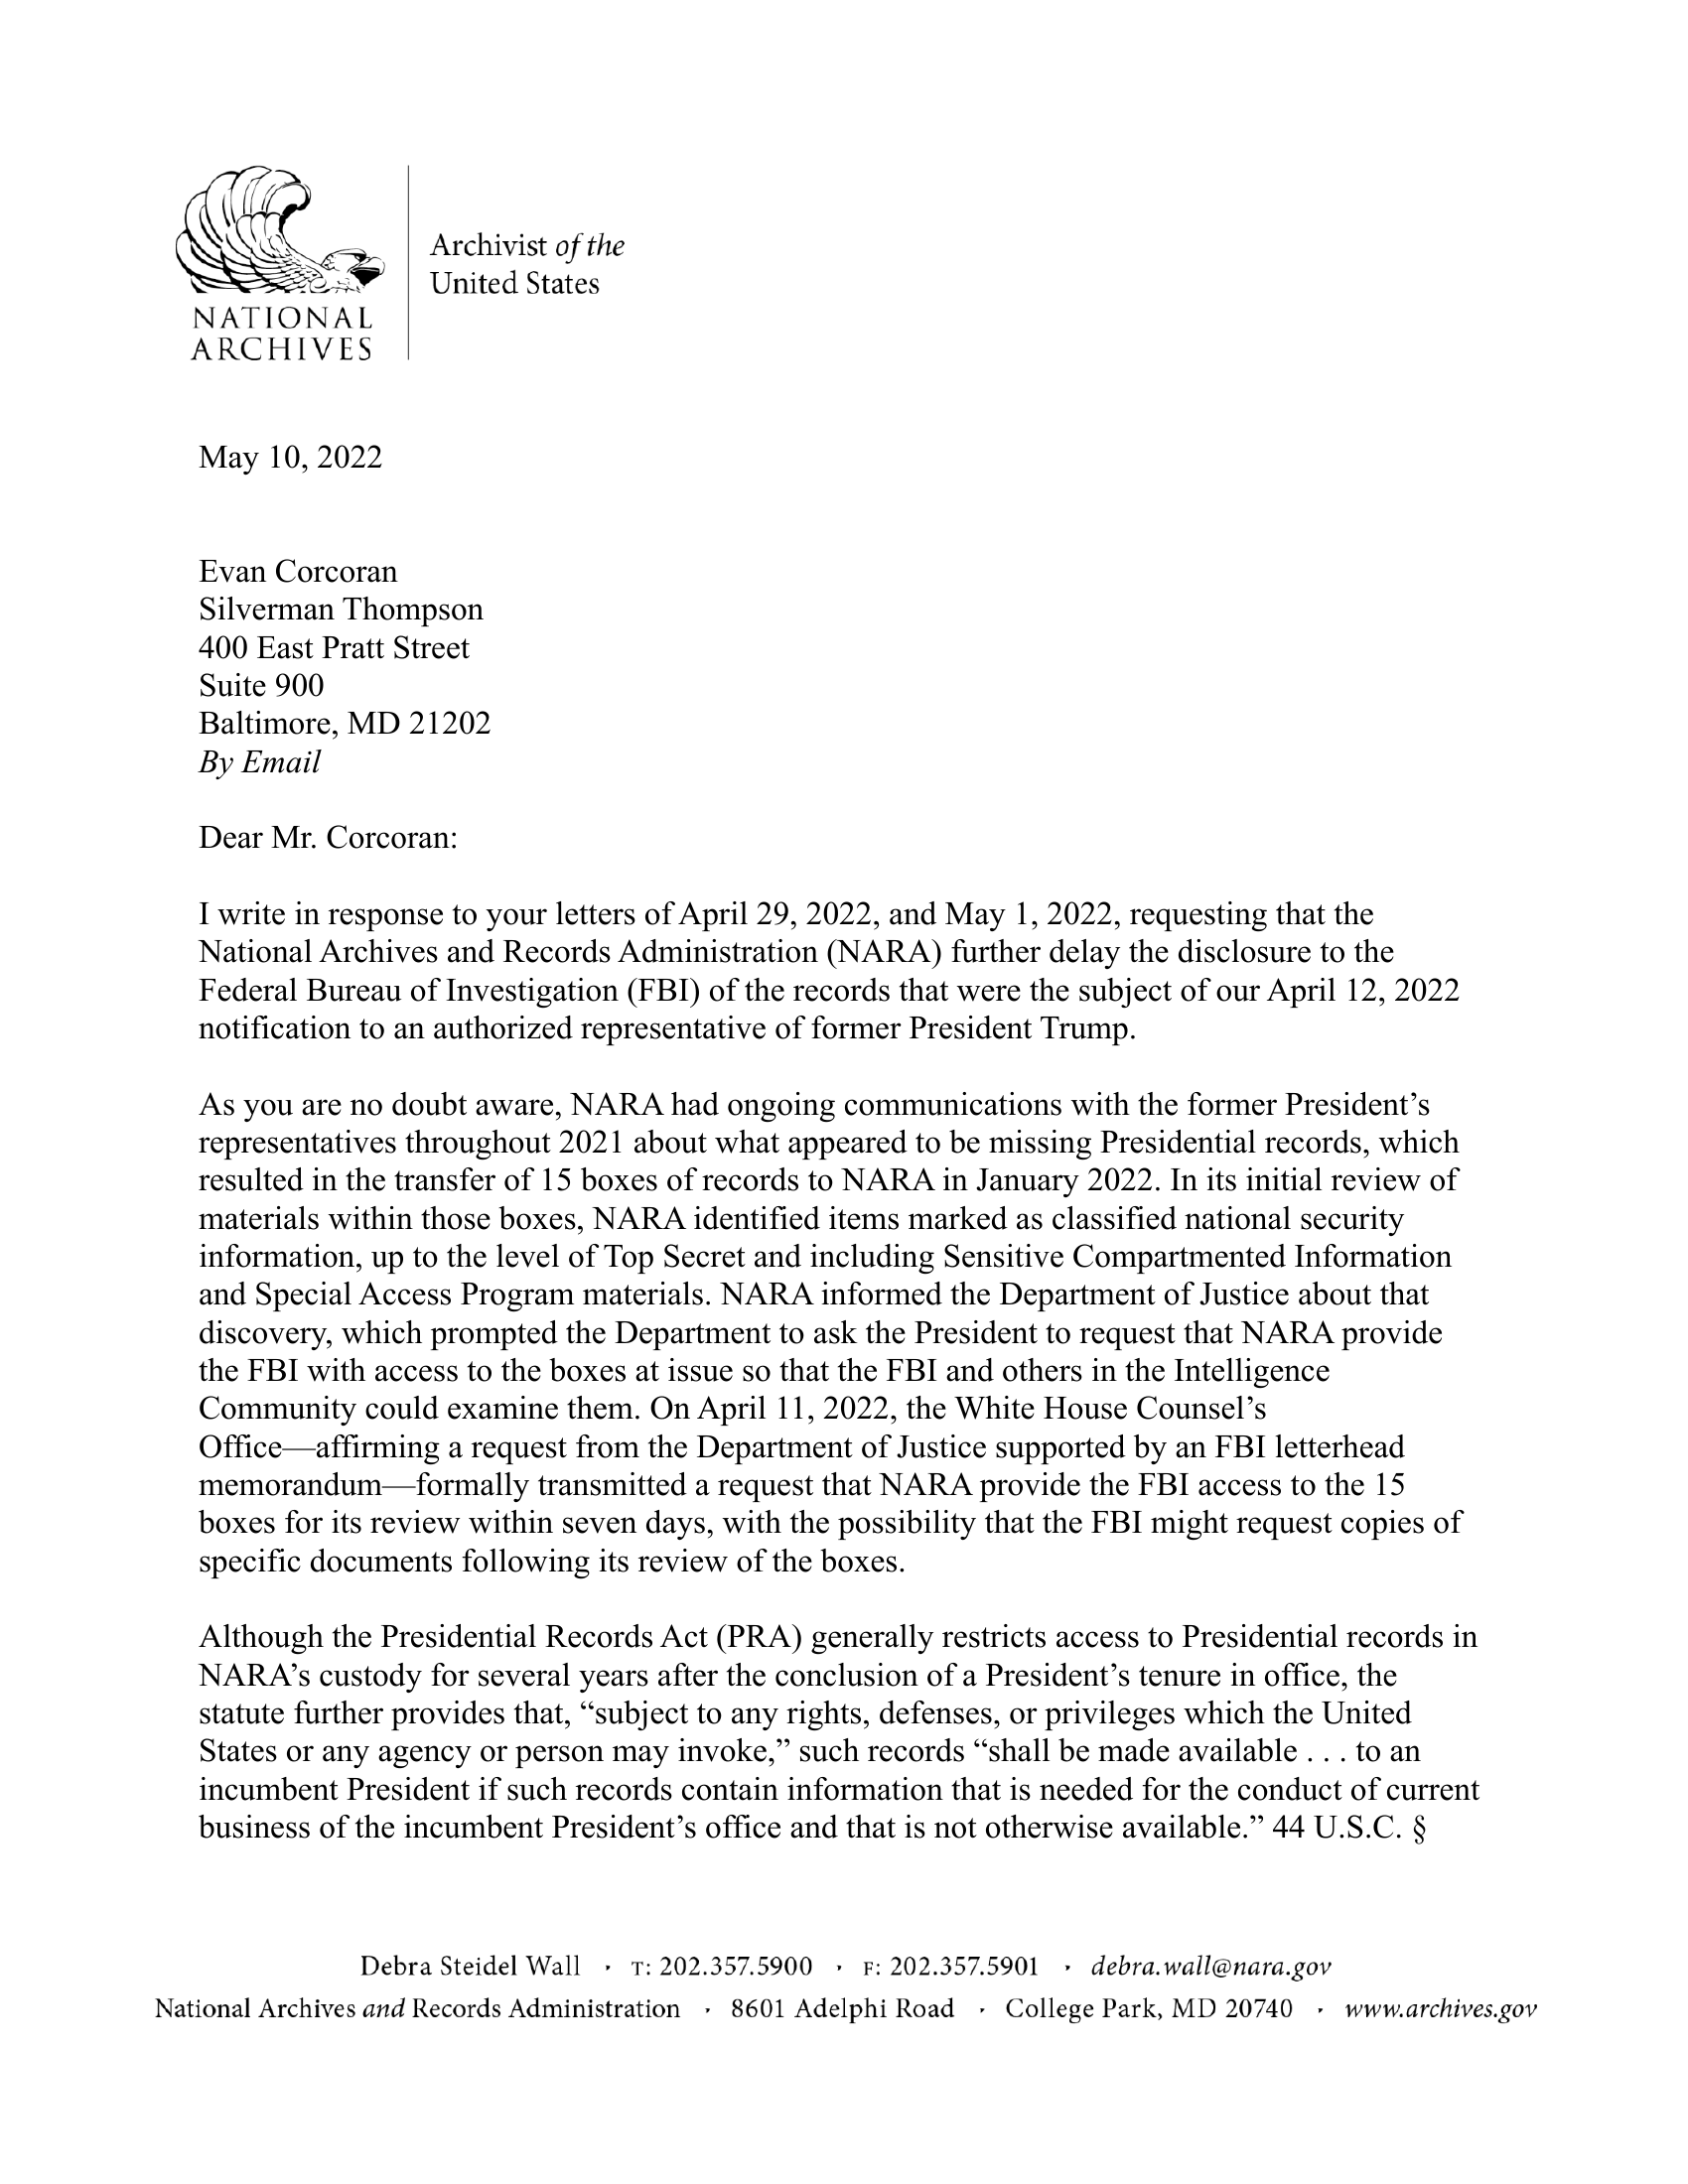 NATIONAL
ARCHIVES
Archivist of the
United States
May 10, 2022
Evan Corcoran
Silverman Thompson
400 East Pratt Street
Suite 900
Baltimore, MD 21202
By Email
Dear Mr. Corcoran:
I write in response to your letters of April 29, 2022, and May 1, 2022, requesting that the
National Archives and Records Administration (NARA) further delay the disclosure to the
Federal Bureau of Investigation (FBI) of the records that were the subject of our April 12, 2022
notification to an authorized representative of former President Trump.
As you are no doubt aware, NARA had ongoing communications with the former President’s
representatives throughout 2021 about what appeared to be missing Presidential records, which
resulted in the transfer of 15 boxes of records to NARA in January 2022. In its initial review of
materials within those boxes, NARA identified items marked as classified national security
information, up to the level of Top Secret and including Sensitive Compartmented Information
and Special Access Program materials. NARA informed the Department of Justice about that
discovery, which prompted the Department to ask the President to request that NARA provide
the FBI with access to the boxes at issue so that the FBI and others in the Intelligence
Community could examine them. On April 11, 2022, the White House Counsel’s
Office—affirming a request from the Department of Justice supported by an FBI letterhead
memorandum—formally transmitted a request that NARA provide the FBI access to the 15
boxes for its review within seven days, with the possibility that the FBI might request copies of
specific documents following its review of the boxes.
Although the Presidential Records Act (PRA) generally restricts access to Presidential records in
NARA’s custody for several years after the conclusion of a President’s tenure in office, the
statute further provides that, “subject to any rights, defenses, or privileges which the United
States or any agency or person may invoke,” such records “shall be made available . . . to an
incumbent President if such records contain information that is needed for the conduct of current
business of the incumbent President’s office and that is not otherwise available.” 44 U.S.C. §
Debra Steidel Wall · T: 202.357.5900 · F: 202.357.5901 · debra.wall@nara.gov
National Archives and Records Administration · 8601 Adelphi Road · College Park, MD 20740 · www.archives.gov